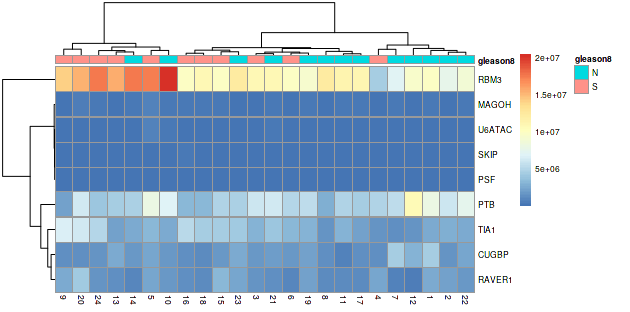 gleason8
RBM3
MAGOH
U6ATAC
SKIP
PSF
PTB
TIA1
CUGBP
RAVER1
9 20 24 13 14 5 10 16 18 15 23 3 21 6 19 8 11 17 4 7 12 1 2 22
2e+07
1.5e+07
1e+07
5e+06
gleason8
N
S